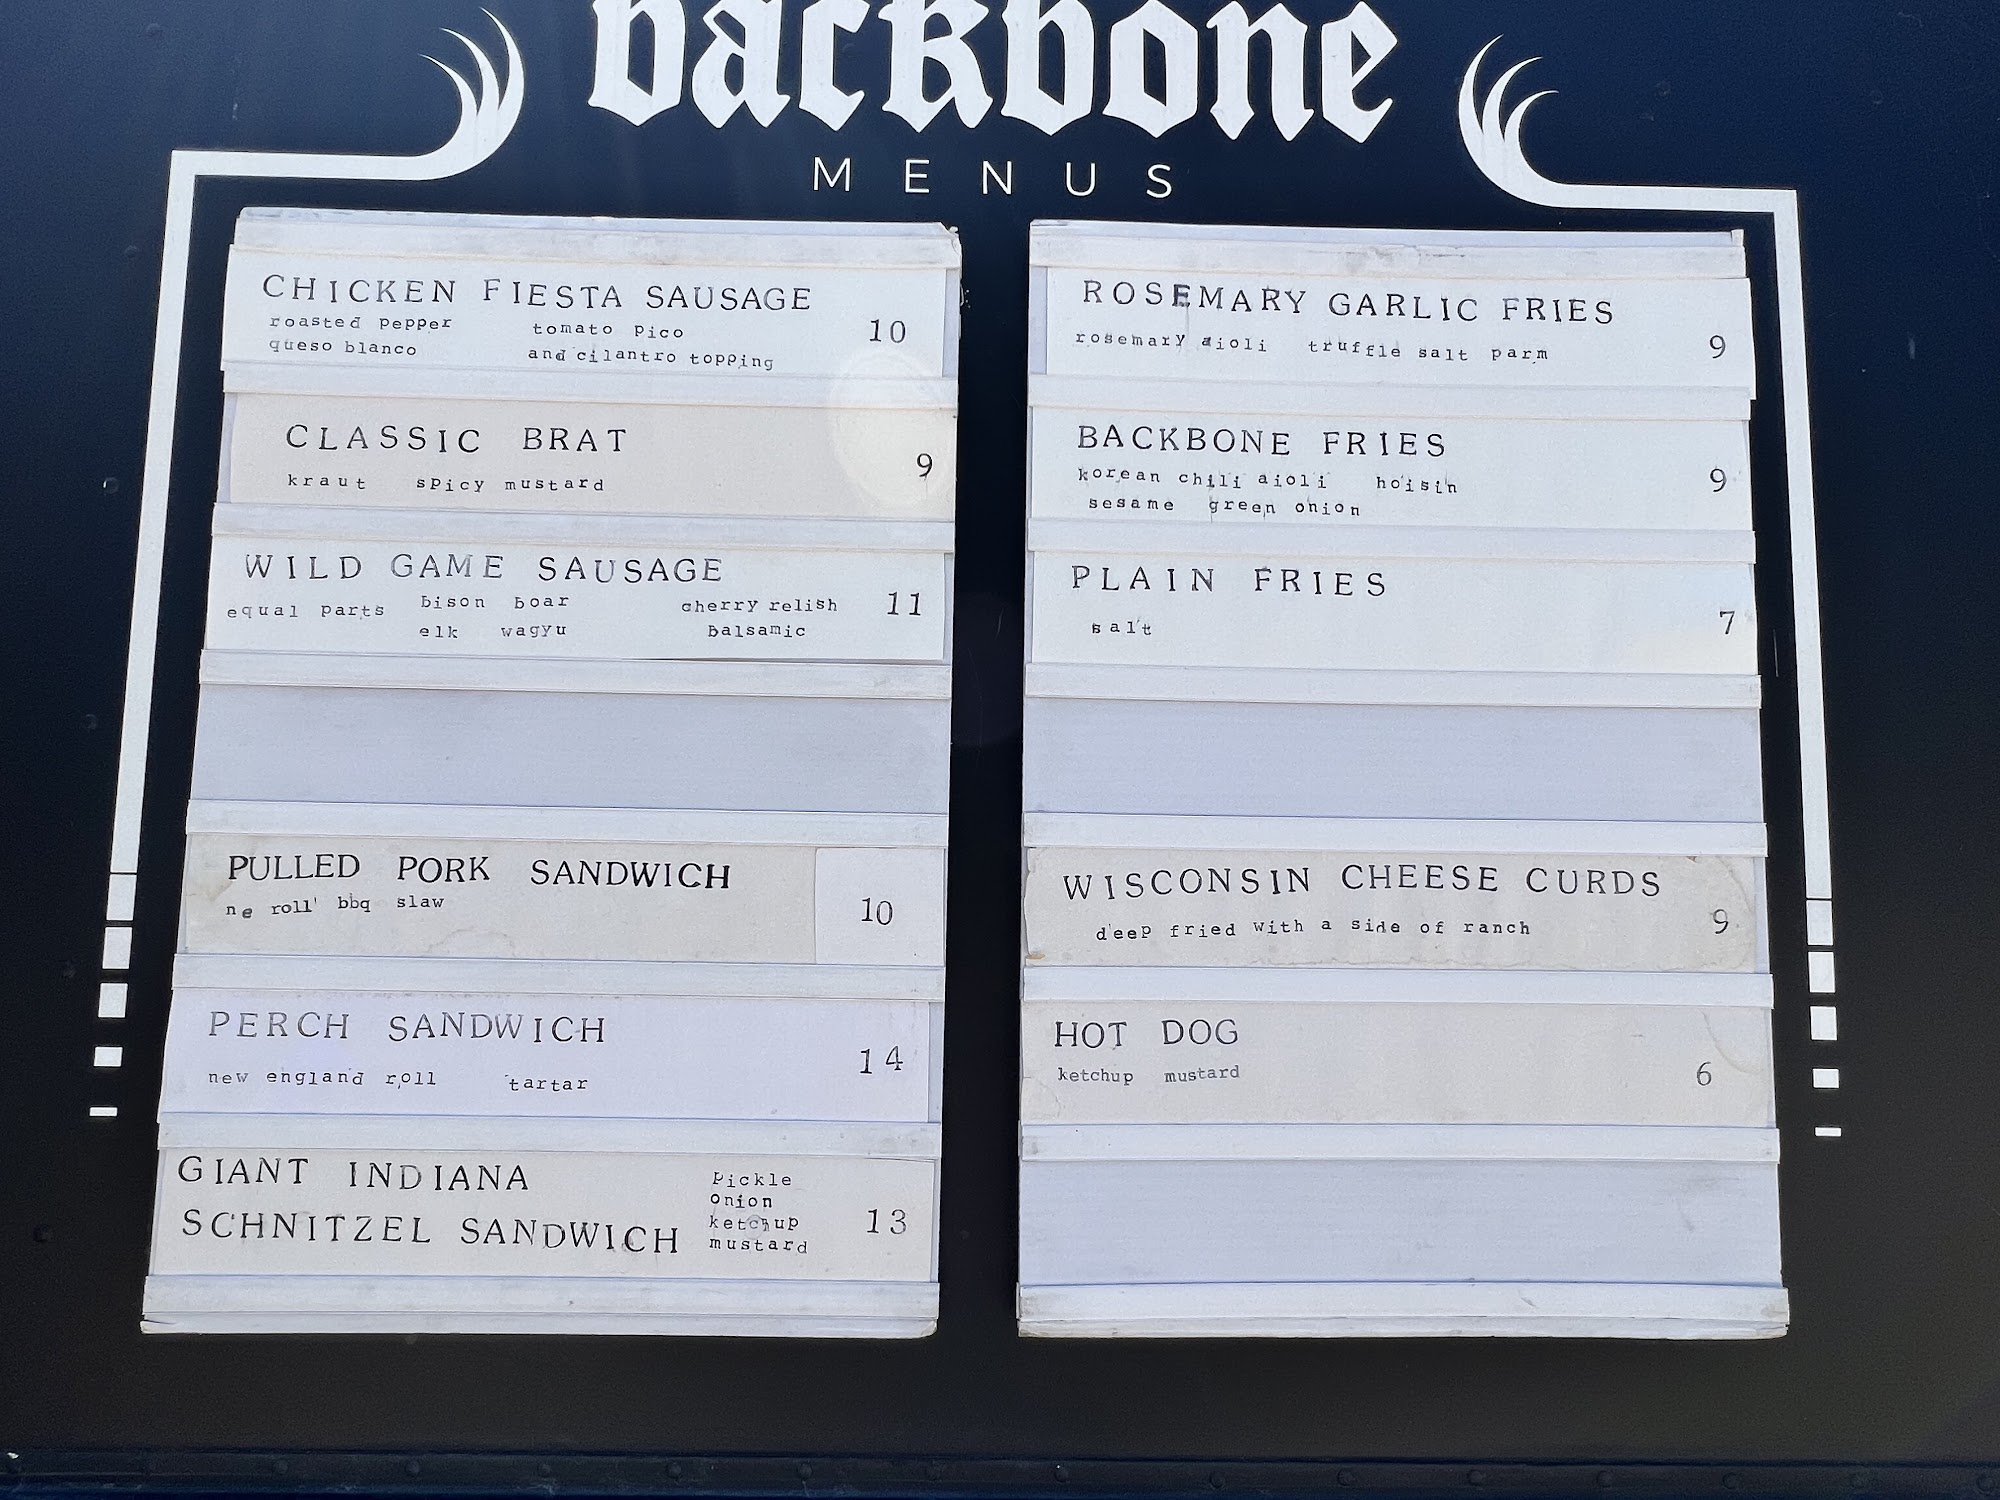 backbone
MENUS
CHICKEN FIESTA SAUSAGE
roasted pepper tomato pico
queso blanco and cilantro topping
10
CLASSIC BRAT
kraut spicy mustard
9
WILD GAME SAUSAGE
equal parts bison boar cherry relish
elk wagyu balsamic
11
PULLED PORK SANDWICH
ne roll' bbq slaw
10
PERCH SANDWICH
new england roll tartar
14
GIANT INDIANA
SCHNITZEL SANDWICH
pickle
onion
ketchup
mustard
13
ROSEMARY GARLIC FRIES
rosemary aioli truffle salt parm
9
BACKBONE FRIES
korean chili aioli hoisin
sesame green onion
9
PLAIN FRIES
salt
7
WISCONSIN CHEESE CURDS
deep fried with a side of ranch
9
HOT DOG
ketchup mustard
6